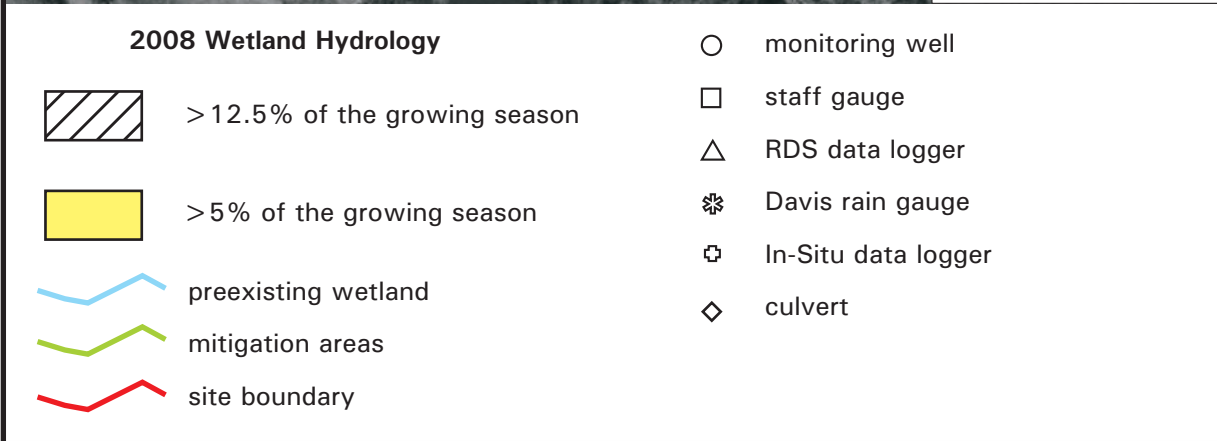 2008 Wetland Hydrology
>12.5% of the growing season
>5% of the growing season
preexisting wetland
mitigation areas
site boundary
monitoring well
staff gauge
RDS data logger
Davis rain gauge
In-Situ data logger
culvert